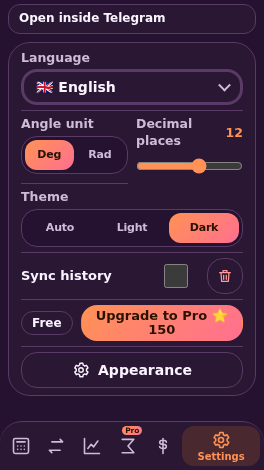 Open inside Telegram
Language
🇬🇧 English
Angle unit
Deg
Rad
Decimal
places
12
Theme
Auto
Light
Dark
Sync history
Free
Upgrade to Pro ⭐
150
Appearance
Pro
Settings